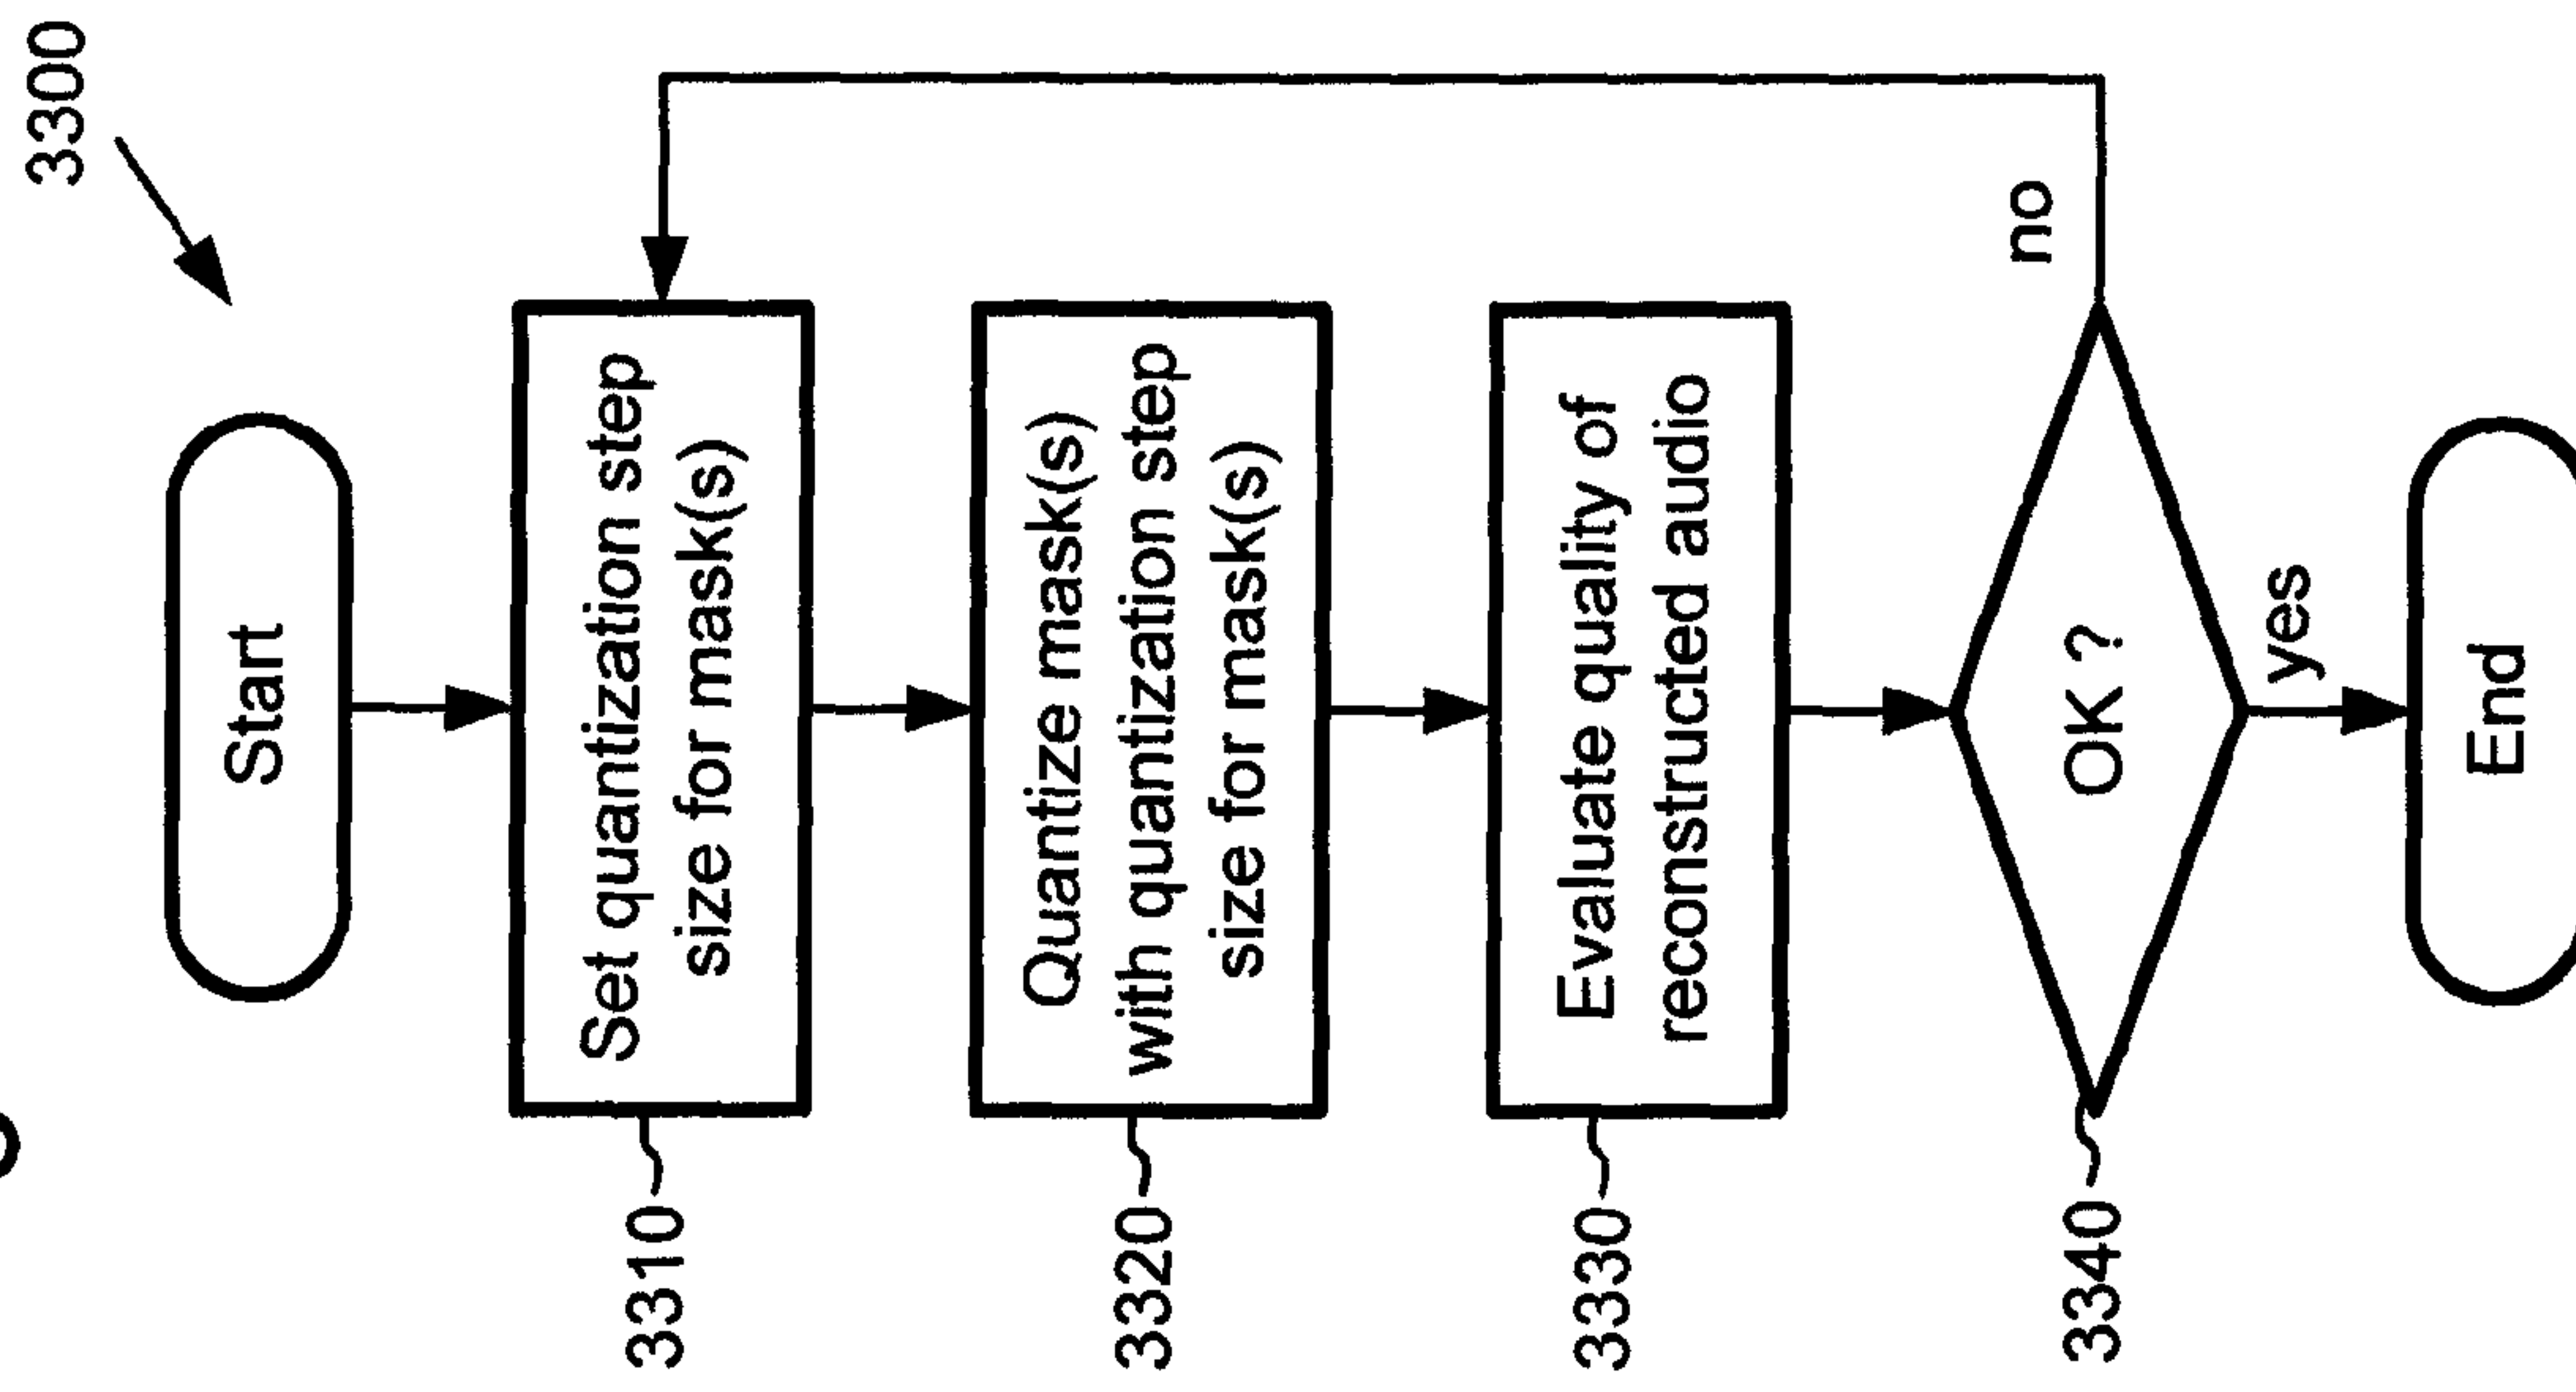 3300
Start
Set quantization step
size for mask(s)
3310
Quantize mask(s)
with quantization step
size for mask(s)
3320
Evaluate quality of
reconstructed audio
3330
OK ?
no
3340
yes
End